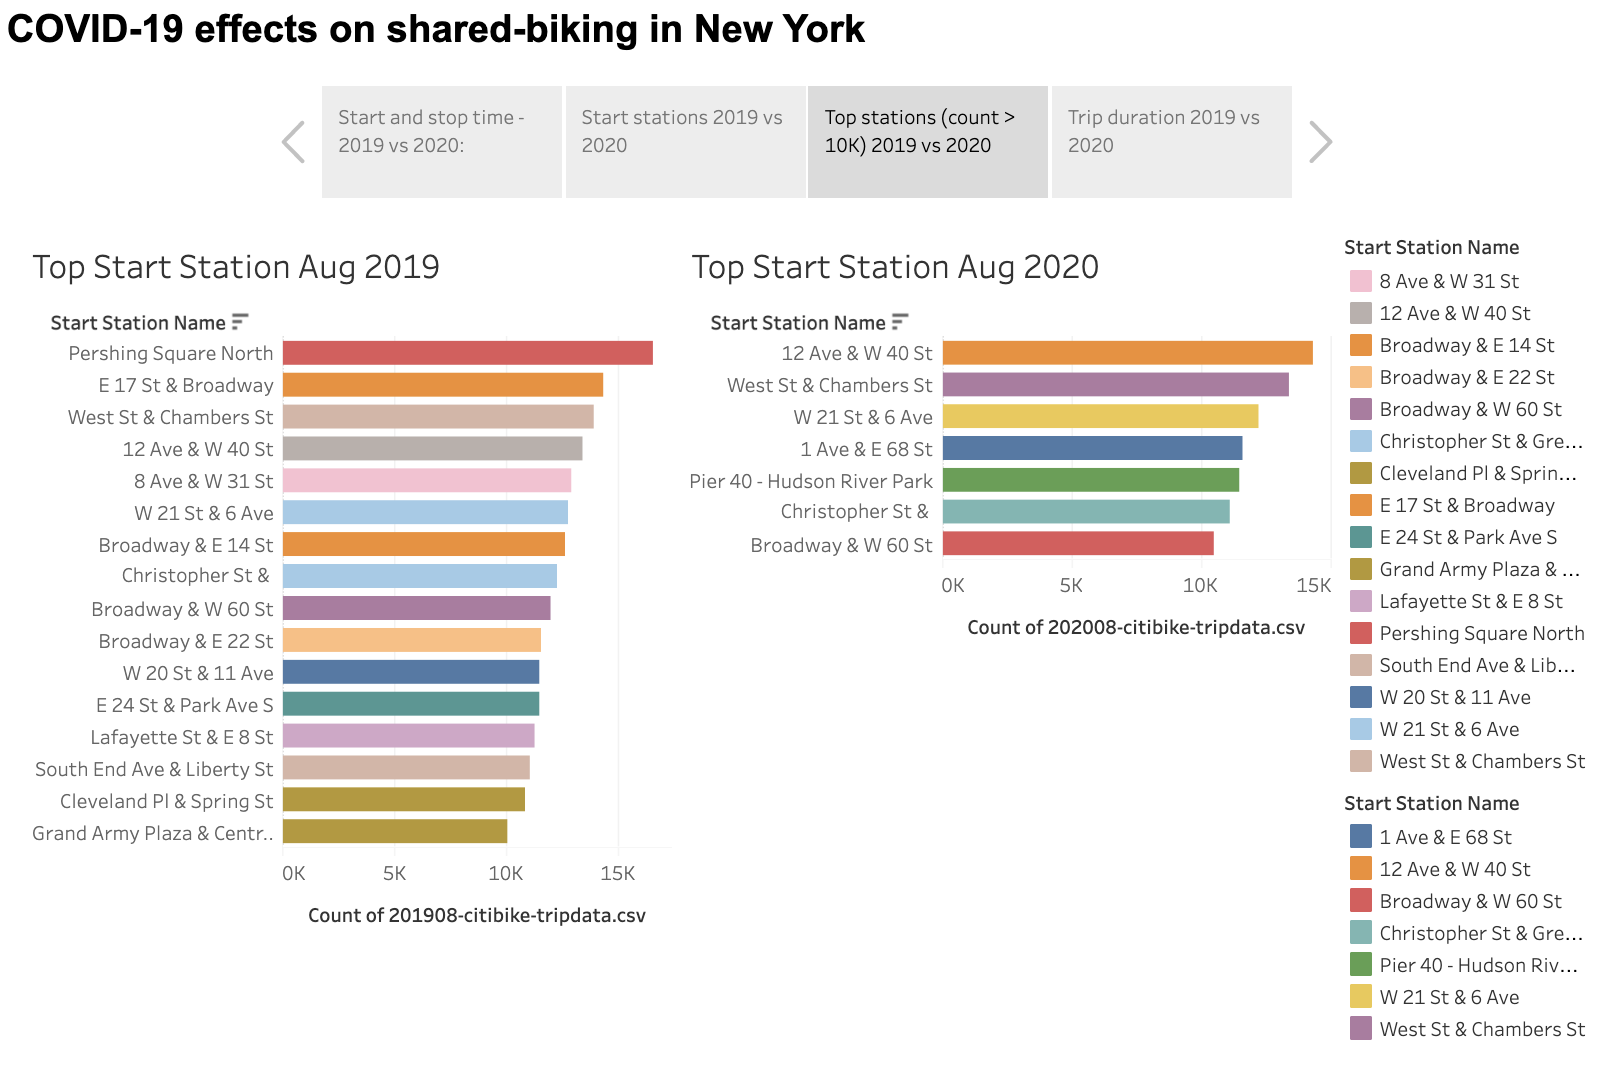 COVID-19 effects on shared-biking in New York
Start and stop time -
2019 vs 2020:
Start stations 2019 vs
2020
Top stations (count >
10K) 2019 vs 2020
Trip duration 2019 vs
2020
Top Start Station Aug 2019
Start Station Name
Pershing Square North
E 17 St & Broadway
West St & Chambers St
12 Ave & W 40 St
8 Ave & W 31 St
W 21 St & 6 Ave
Broadway & E 14 St
Christopher St &
Broadway & W 60 St
Broadway & E 22 St
W 20 St & 11 Ave
E 24 St & Park Ave S
Lafayette St & E 8 St
South End Ave & Liberty St
Cleveland Pl & Spring St
Grand Army Plaza & Centr..
0K 5K 10K 15K
Count of 201908-citibike-tripdata.csv
Top Start Station Aug 2020
Start Station Name
12 Ave & W 40 St
West St & Chambers St
W 21 St & 6 Ave
1 Ave & E 68 St
Pier 40 - Hudson River Park
Christopher St &
Broadway & W 60 St
0K 5K 10K 15K
Count of 202008-citibike-tripdata.csv
Start Station Name
8 Ave & W 31 St
12 Ave & W 40 St
Broadway & E 14 St
Broadway & E 22 St
Broadway & W 60 St
Christopher St & Gre...
Cleveland Pl & Sprin...
E 17 St & Broadway
E 24 St & Park Ave S
Grand Army Plaza & ...
Lafayette St & E 8 St
Pershing Square North
South End Ave & Lib...
W 20 St & 11 Ave
W 21 St & 6 Ave
West St & Chambers St
Start Station Name
1 Ave & E 68 St
12 Ave & W 40 St
Broadway & W 60 St
Christopher St & Gre...
Pier 40 - Hudson Riv...
W 21 St & 6 Ave
West St & Chambers St